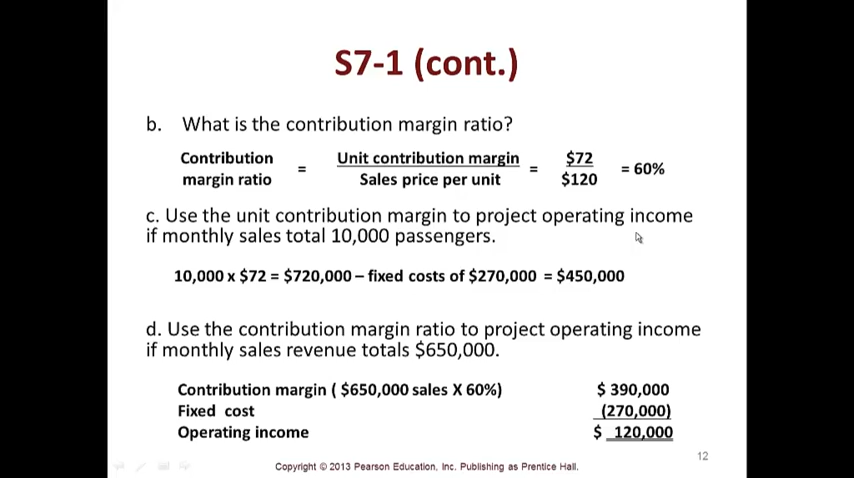 S7-1 (cont.)
b. What is the contribution margin ratio?
Contribution margin ratio = Unit contribution margin / Sales price per unit = $72 / $120 = 60%
c. Use the unit contribution margin to project operating income
if monthly sales total 10,000 passengers.
10,000 x $72 = $720,000 – fixed costs of $270,000 = $450,000
d. Use the contribution margin ratio to project operating income
if monthly sales revenue totals $650,000.
Contribution margin ( $650,000 sales X 60%) $ 390,000
Fixed cost (270,000)
Operating income $ 120,000
12
Copyright © 2013 Pearson Education, Inc. Publishing as Prentice Hall.